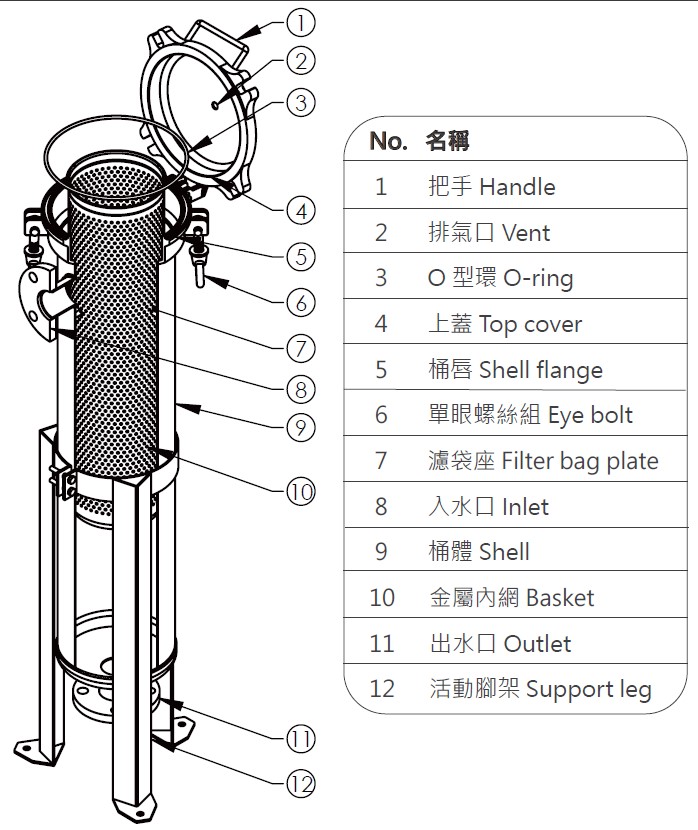 1
2
3
4
5
6
7
8
9
10
11
12
No. 名稱
1 把手 Handle
2 排氣口 Vent
3 O 型環 O-ring
4 上蓋 Top cover
5 桶唇 Shell flange
6 單眼螺絲組 Eye bolt
7 濾袋座 Filter bag plate
8 入水口 Inlet
9 桶體 Shell
10 金屬內網 Basket
11 出水口 Outlet
12 活動腳架 Support leg